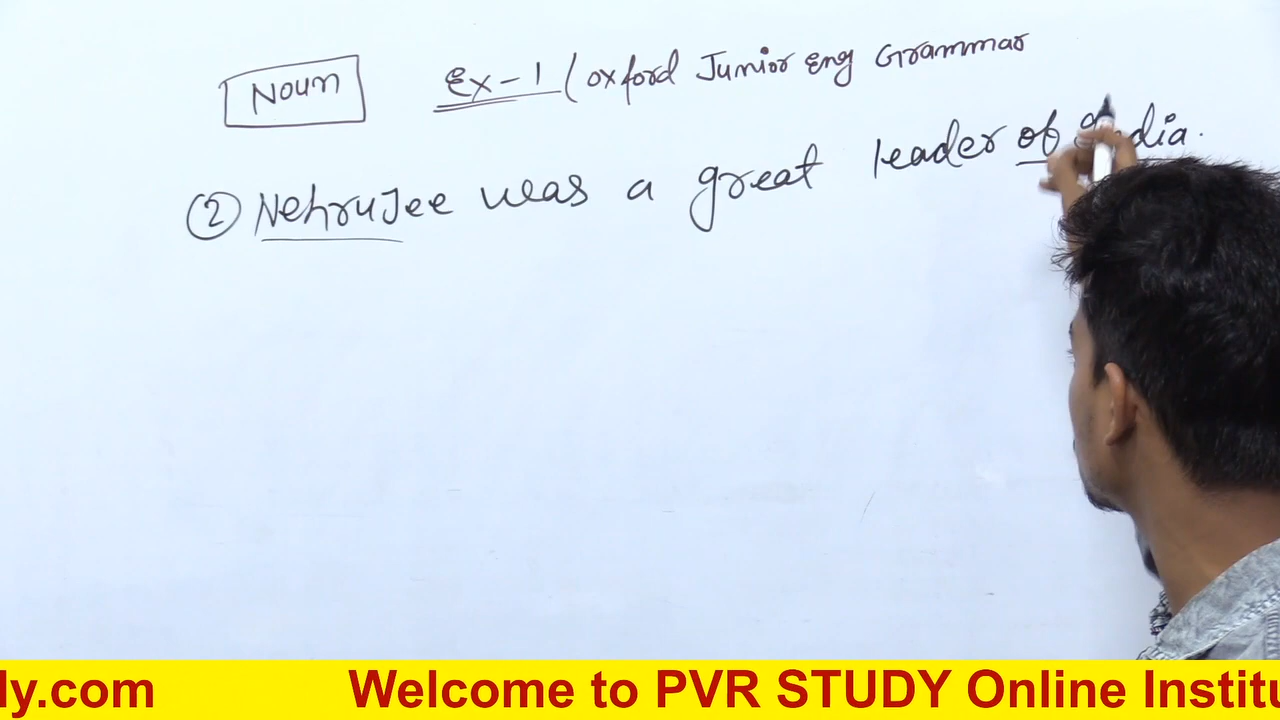 Noun Ex-1 (oxford Junior Eng Grammar
② NehruJee was a great leader of India.
ly.com Welcome to PVR STUDY Online Institu